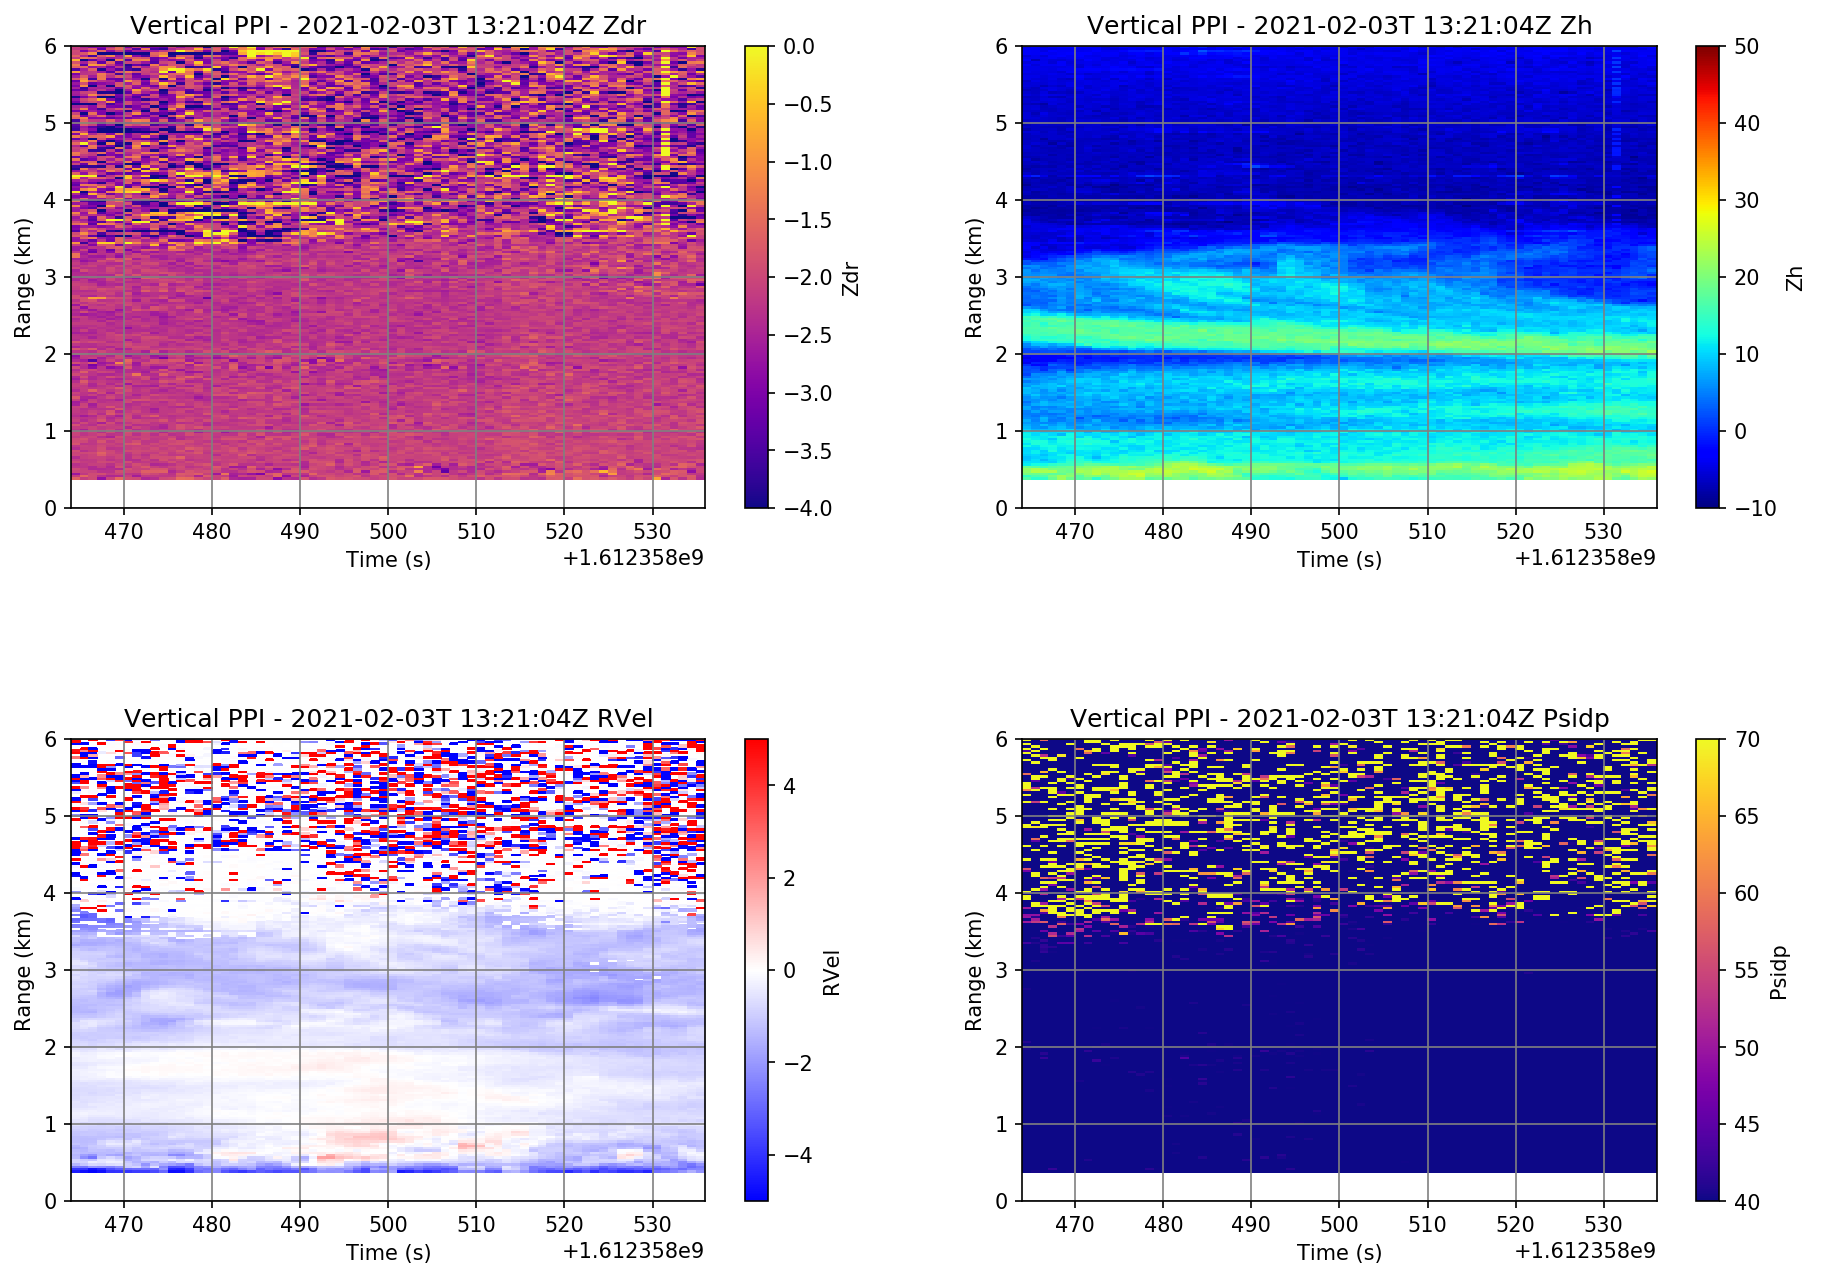 Vertical PPI - 2021-02-03T 13:21:04Z Zdr
6
5
4
3
2
1
0
Range (km)
470 480 490 500 510 520 530
Time (s)
+1.612358e9
0.0
−0.5
−1.0
−1.5
−2.0
−2.5
−3.0
−3.5
−4.0
Zdr
Vertical PPI - 2021-02-03T 13:21:04Z Zh
6
5
4
3
2
1
0
Range (km)
470 480 490 500 510 520 530
Time (s)
+1.612358e9
50
40
30
20
10
0
−10
Zh
Vertical PPI - 2021-02-03T 13:21:04Z RVel
6
5
4
3
2
1
0
Range (km)
470 480 490 500 510 520 530
Time (s)
+1.612358e9
4
2
0
−2
−4
RVel
Vertical PPI - 2021-02-03T 13:21:04Z Psidp
6
5
4
3
2
1
0
Range (km)
470 480 490 500 510 520 530
Time (s)
+1.612358e9
70
65
60
55
50
45
40
Psidp